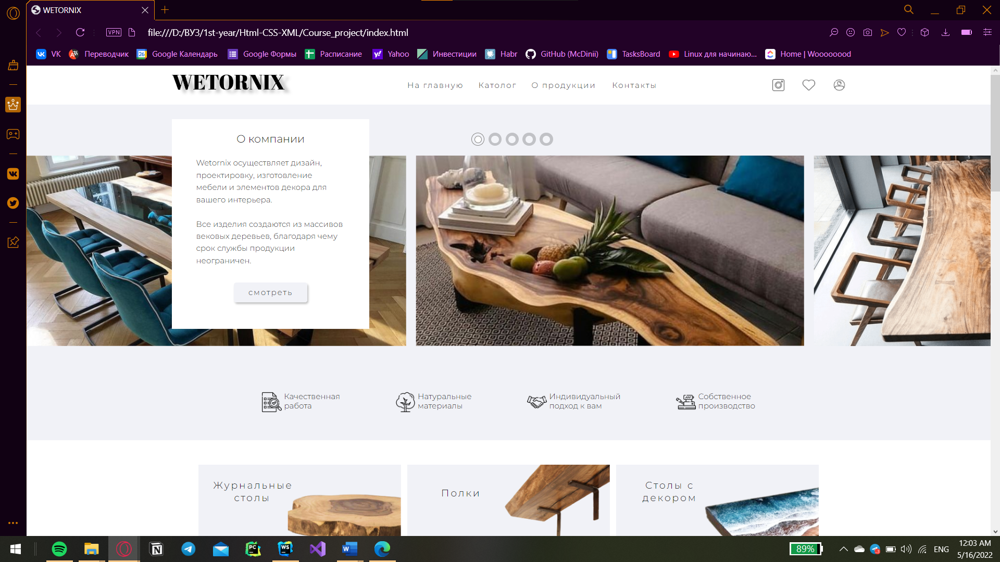 WETORNIX
VPN
file:///D:/ВУЗ/1st-year/Html-CSS-XML/Course_project/index.html
VK Переводчик 26 Google Календарь Google Формы Расписание Yahoo Инвестиции Habr GitHub (McDinii) TasksBoard Linux для начинаю... Home | Woooooood
WETORNIX
На главную Католог О продукции Контакты
О компании
Wetornix осуществляет дизайн,
проектировку, изготовление
мебели и элементов декора для
вашего интерьера.
Все изделия создаются из массивов
вековых деревьев, благодаря чему
срок службы продукции
неограничен.
смотреть
Качественная
работа
Натуральные
материалы
Индивидуальный
подход к вам
Собственное
производство
Журнальные
столы
Полки
Столы с
декором
PC
WS
89%
ENG
12:03 AM
5/16/2022